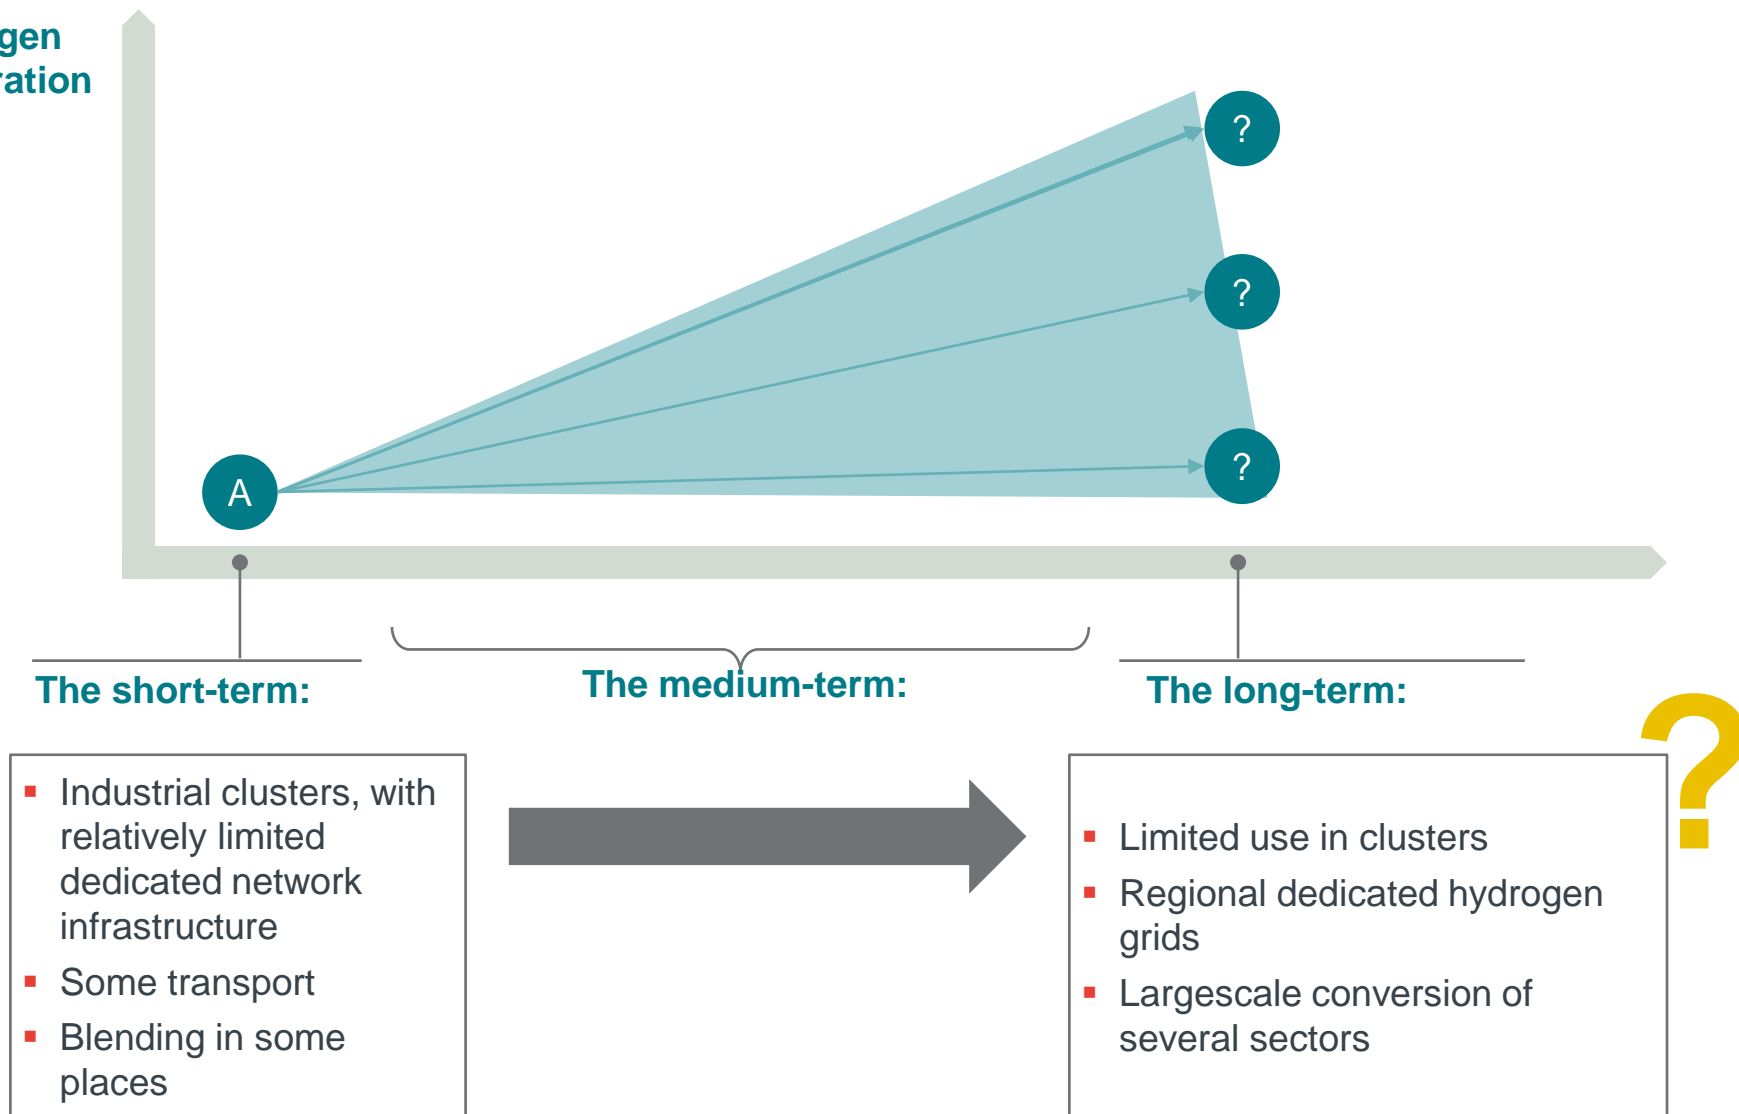 gen
ration
?
?
?
A
The short-term:
The medium-term:
The long-term:
?
Industrial clusters, with
relatively limited
dedicated network
infrastructure
Some transport
Blending in some
places
Limited use in clusters
Regional dedicated hydrogen
grids
Largescale conversion of
several sectors